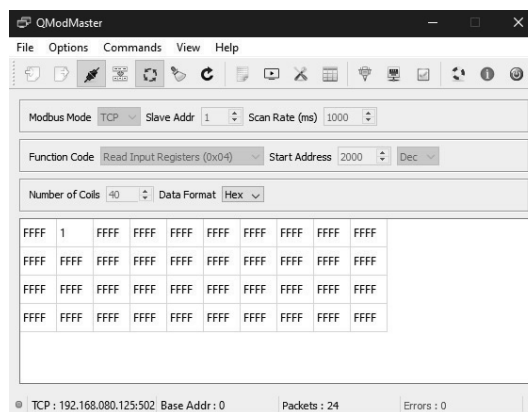 QModMaster
File Options Commands View Help
Modbus Mode TCP Slave Addr 1 Scan Rate (ms) 1000
Function Code Read Input Registers (0x04) Start Address 2000 Dec
Number of Coils 40 Data Format Hex
FFFF 1 FFFF FFFF FFFF FFFF FFFF FFFF FFFF FFFF
FFFF FFFF FFFF FFFF FFFF FFFF FFFF FFFF FFFF FFFF
FFFF FFFF FFFF FFFF FFFF FFFF FFFF FFFF FFFF FFFF
FFFF FFFF FFFF FFFF FFFF FFFF FFFF FFFF FFFF FFFF
TCP : 192.168.080.125:502 Base Addr : 0 Packets : 24 Errors : 0